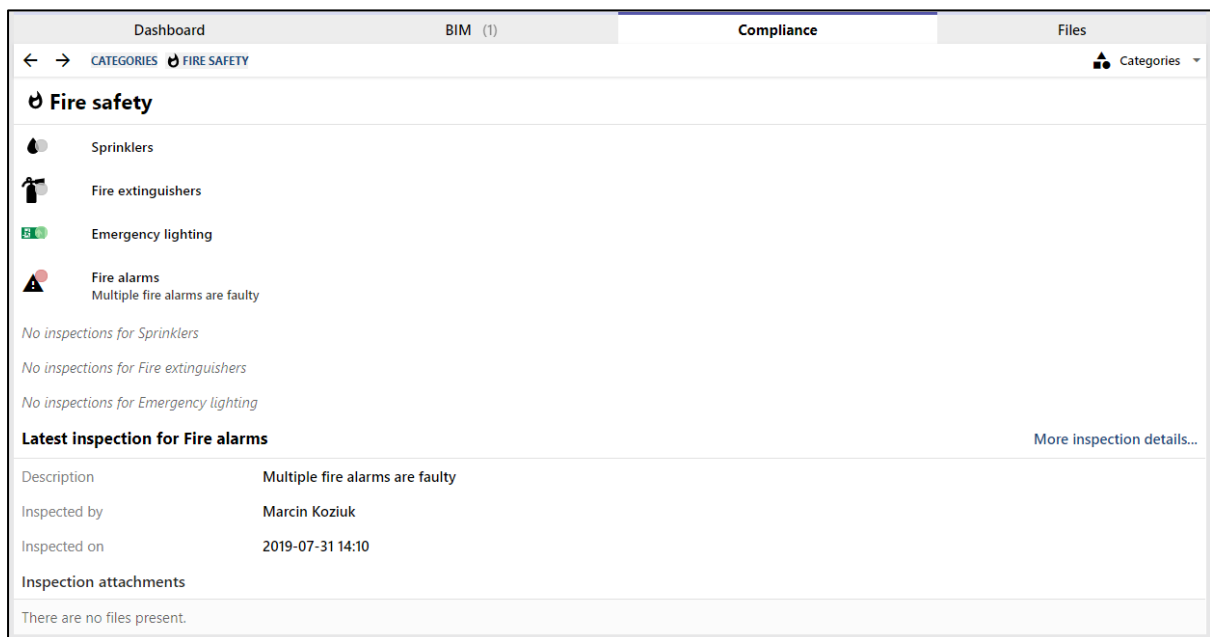 Dashboard BIM (1) Compliance Files
CATEGORIES FIRE SAFETY Categories
Fire safety
Sprinklers
Fire extinguishers
Emergency lighting
Fire alarms
Multiple fire alarms are faulty
No inspections for Sprinklers
No inspections for Fire extinguishers
No inspections for Emergency lighting
Latest inspection for Fire alarms More inspection details...
Description Multiple fire alarms are faulty
Inspected by Marcin Koziuk
Inspected on 2019-07-31 14:10
Inspection attachments
There are no files present.